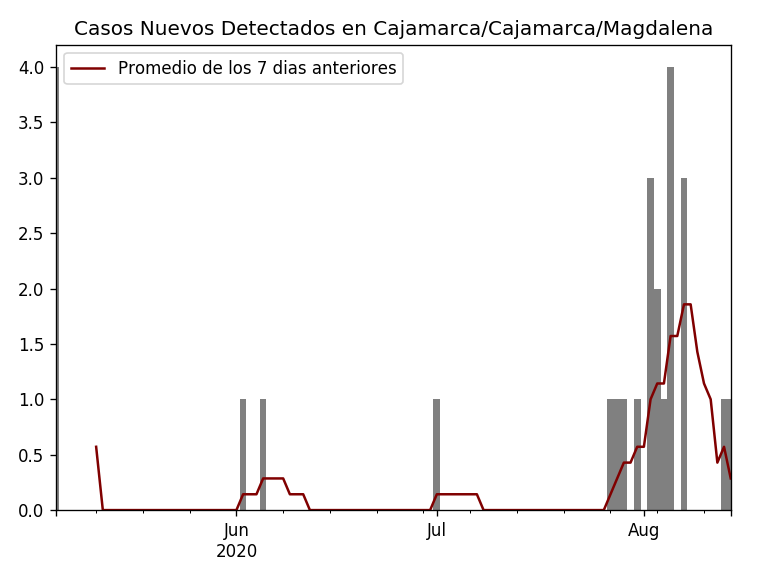 Casos Nuevos Detectados en Cajamarca/Cajamarca/Magdalena
Promedio de los 7 dias anteriores
4.0
3.5
3.0
2.5
2.0
1.5
1.0
0.5
0.0
Jun
2020
Jul
Aug